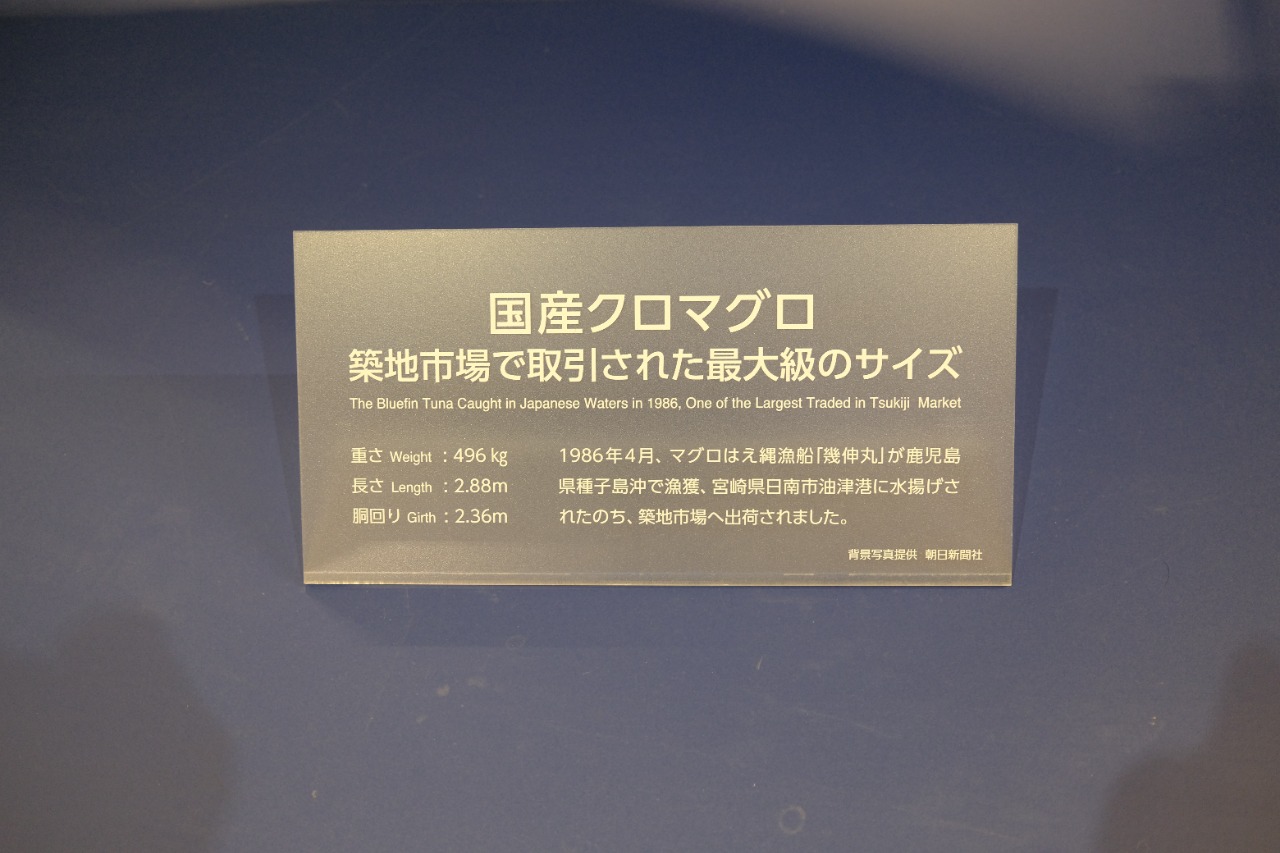 国産クロマグロ
築地市場で取引された最大級のサイズ
The Bluefin Tuna Caught in Japanese Waters in 1986, One of the Largest Traded in Tsukiji Market
重さ Weight : 496 kg
長さ Length : 2.88m
胴回り Girth : 2.36m
1986年4月、マグロはえ縄漁船「幾伸丸」が鹿児島
県種子島沖で漁獲、宮崎県日南市油津港に水揚げさ
れたのち、築地市場へ出荷されました。
背景写真提供 朝日新聞社